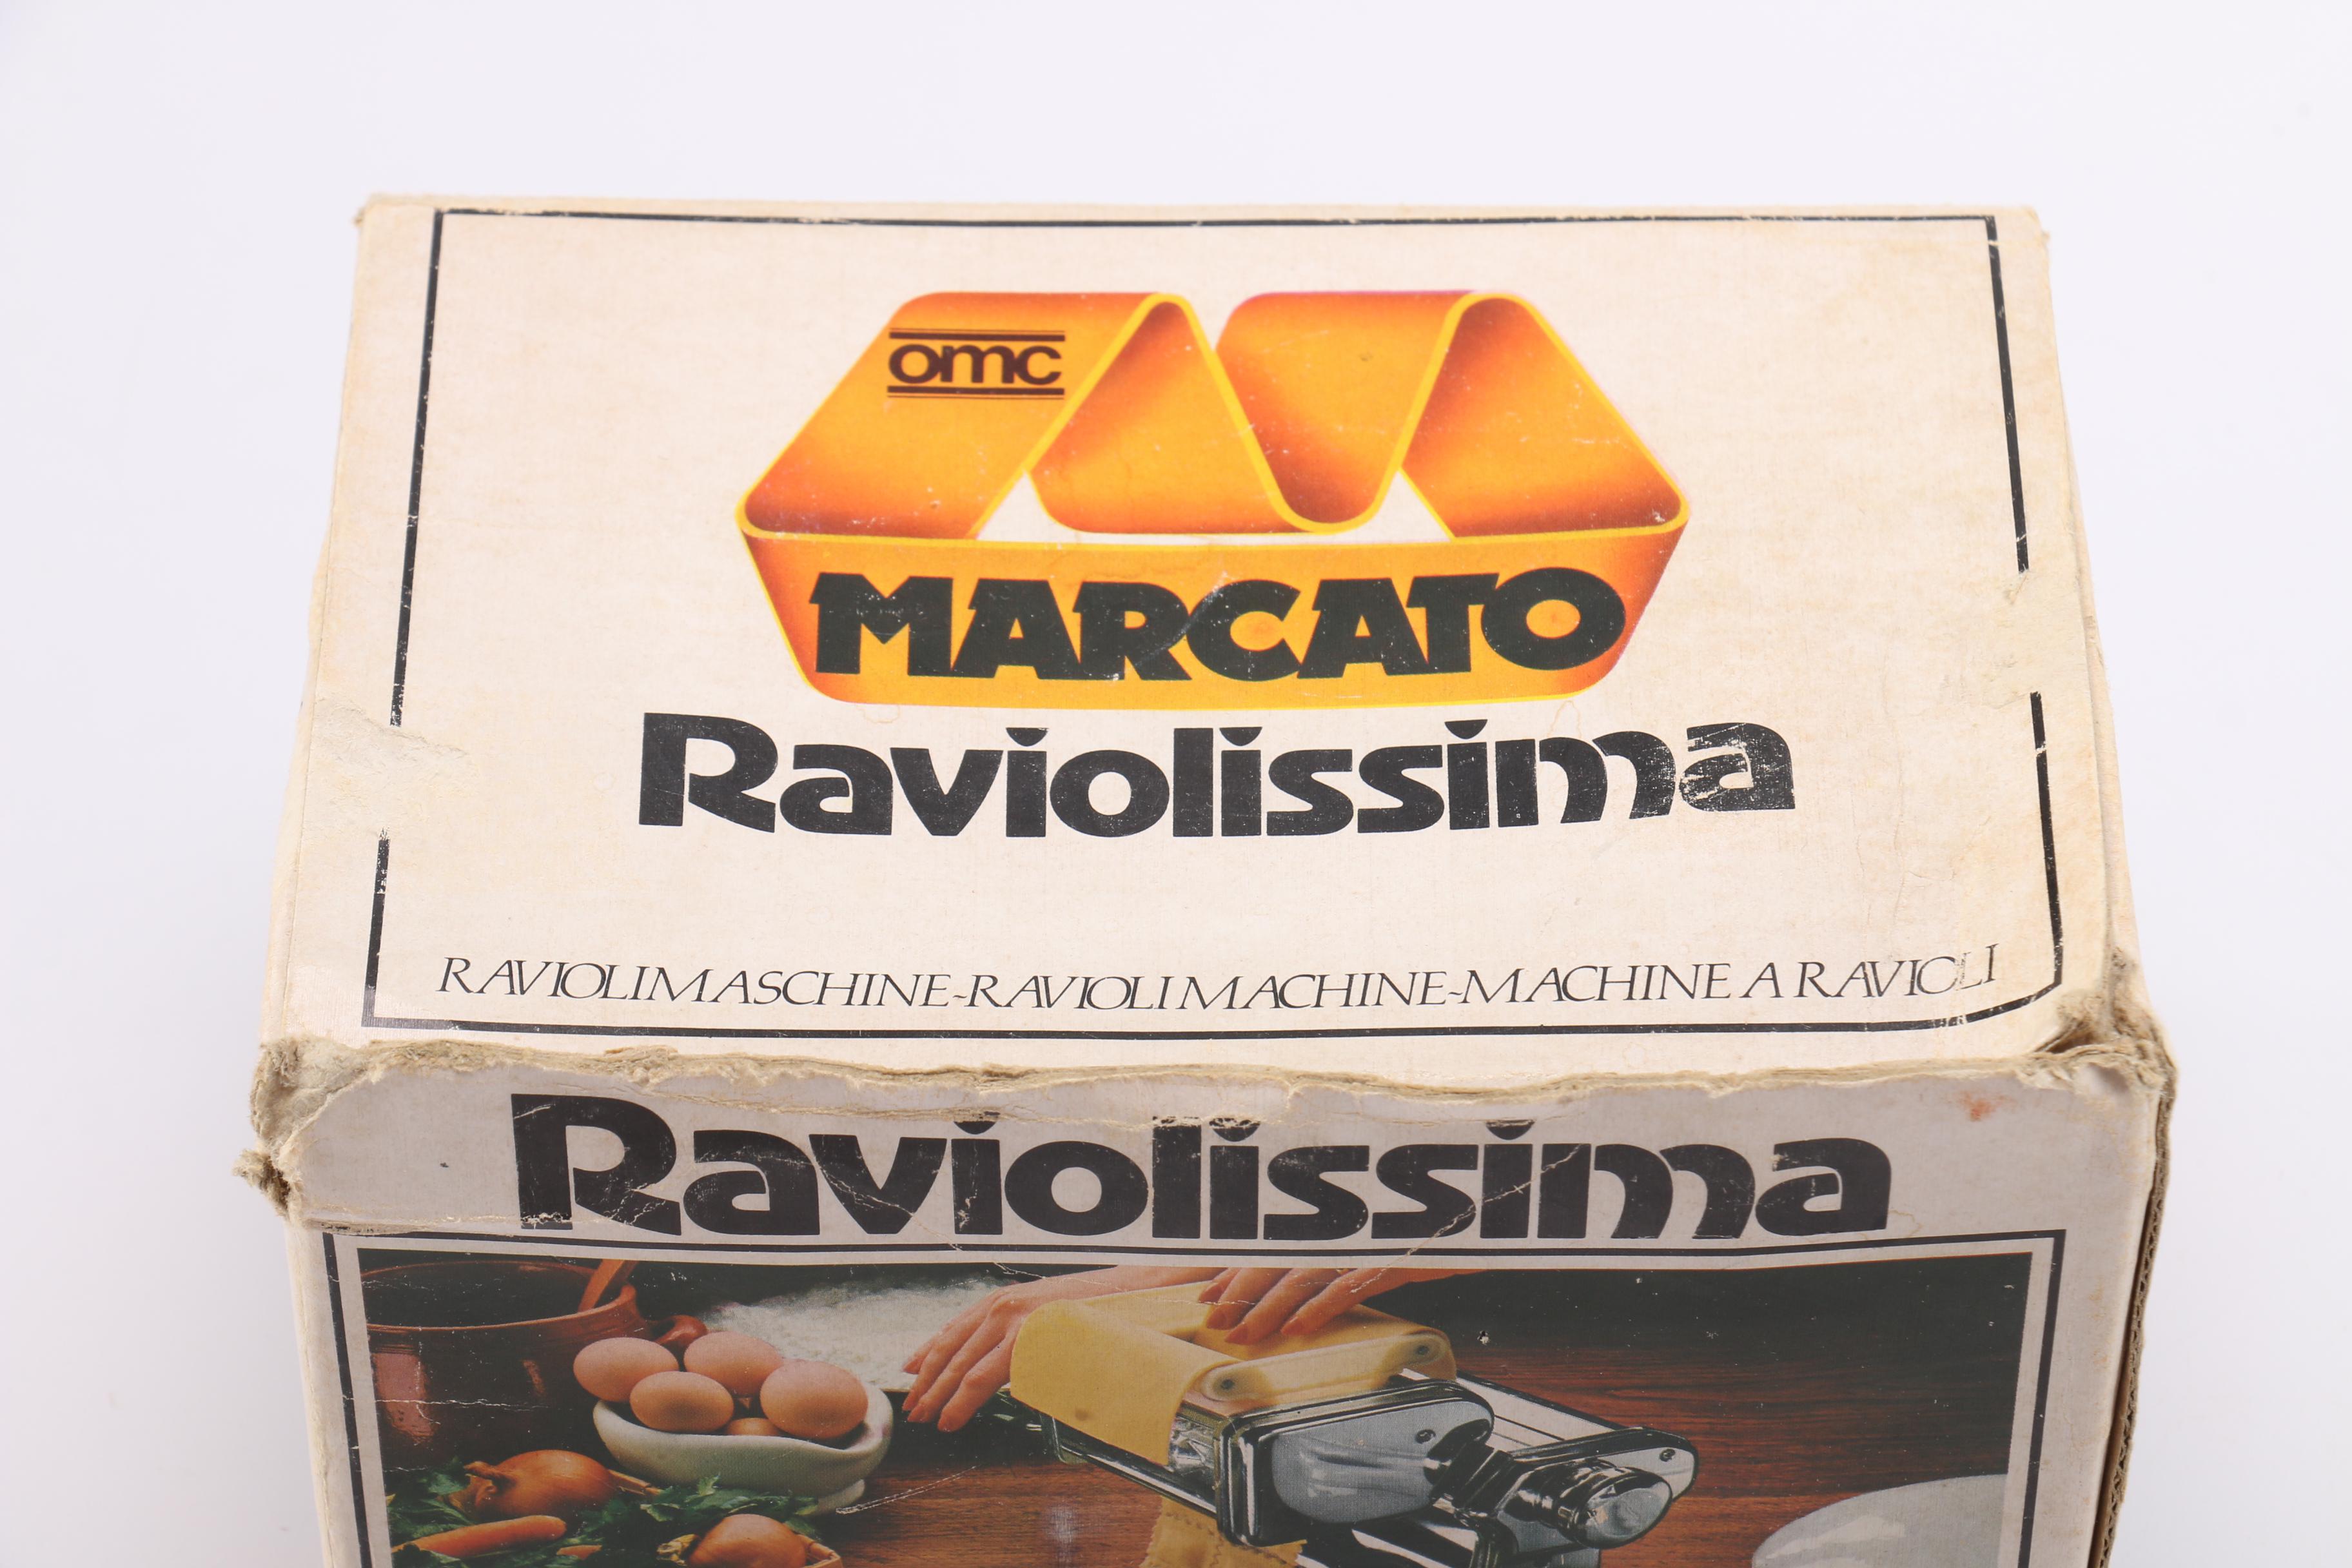 omc
MARCATO
Raviolissima
RAVIOLIMASCHINE-RAVIOLI MACHINE-MACHINE A RAVIOLI
Raviolissima